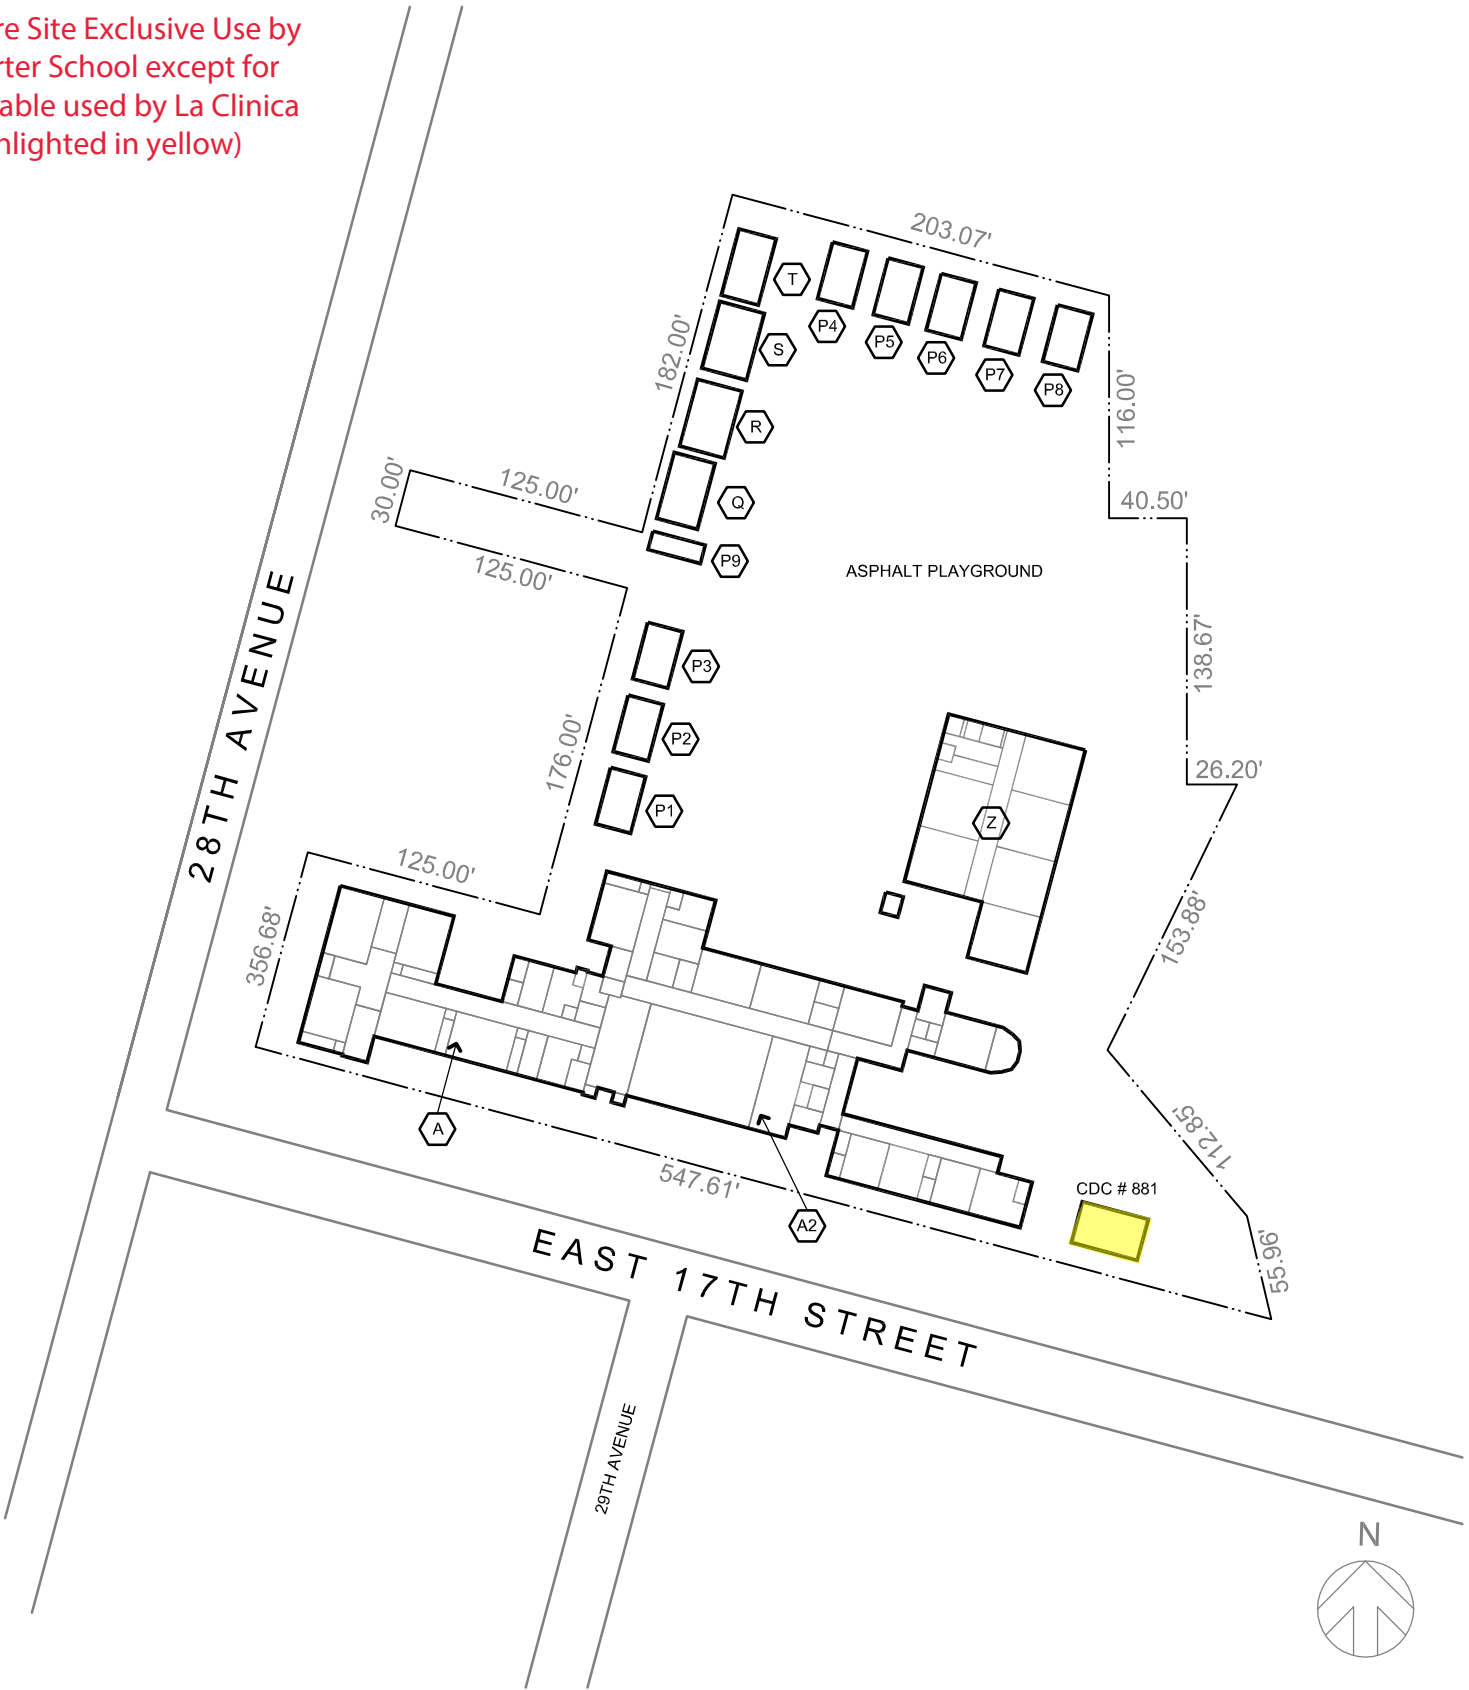 re Site Exclusive Use by
rter School except for
able used by La Clinica
hlighted in yellow)
203.07'
182.00'
T
P4
P5
P6
P7
P8
S
R
Q
P9
116.00'
40.50'
30.00'
125.00'
125.00'
ASPHALT PLAYGROUND
138.67'
28TH AVENUE
P3
P2
P1
176.00'
26.20'
Z
125.00'
356.68'
153.88'
A
A2
112.85'
547.61'
CDC # 881
55.96'
EAST 17TH STREET
29TH AVENUE
N